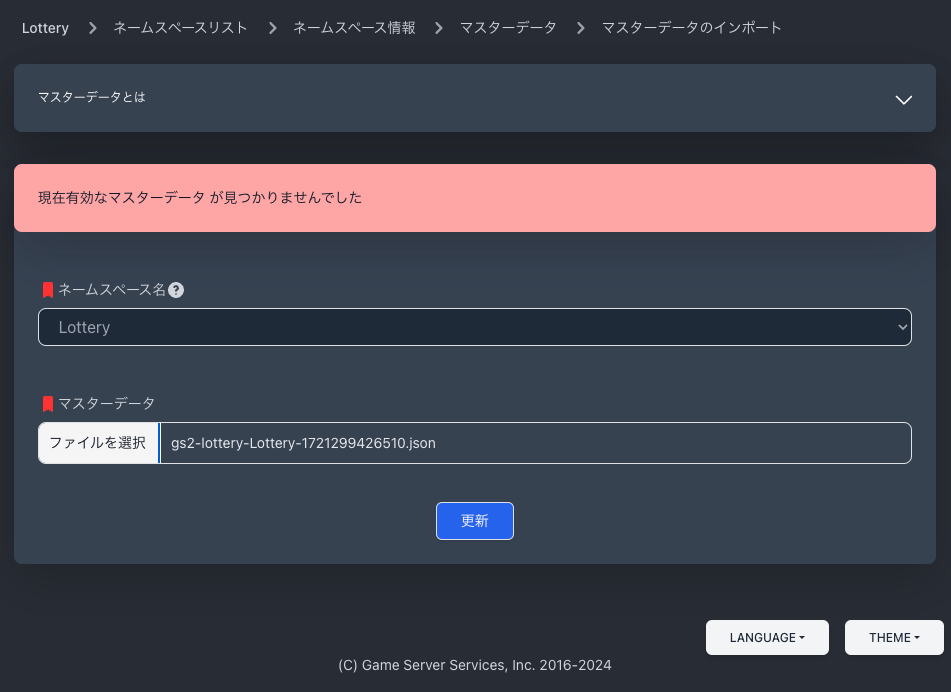 Lottery > ネームスペースリスト > ネームスペース情報 > マスターデータ > マスターデータのインポート
マスターデータとは
現在有効なマスターデータ が見つかりませんでした
ネームスペース名 ?
Lottery
マスターデータ
ファイルを選択 gs2-lottery-Lottery-1721299426510.json
更新
LANGUAGE THEME
(C) Game Server Services, Inc. 2016-2024